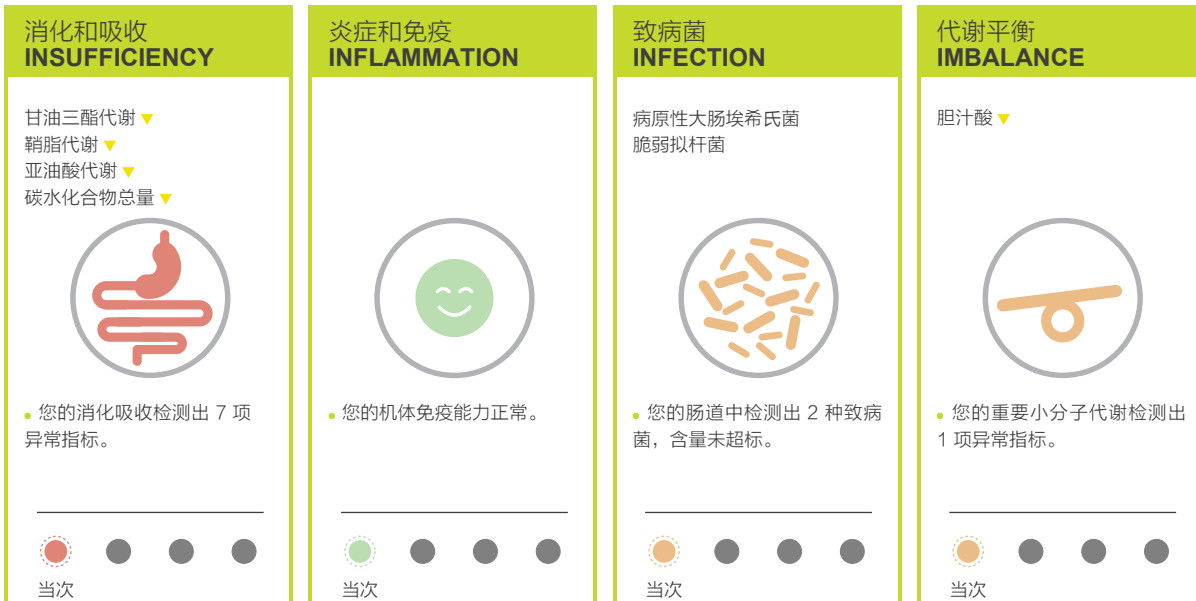 消化和吸收
INSUFFICIENCY
甘油三酯代谢
鞘脂代谢
亚油酸代谢
碳水化合物总量
• 您的消化吸收检测出 7 项
异常指标。
当次
炎症和免疫
INFLAMMATION
• 您的机体免疫能力正常。
当次
致病菌
INFECTION
病原性大肠埃希氏菌
脆弱拟杆菌
• 您的肠道中检测出 2 种致病
菌，含量未超标。
当次
代谢平衡
IMBALANCE
胆汁酸
• 您的重要小分子代谢检测出
1 项异常指标。
当次